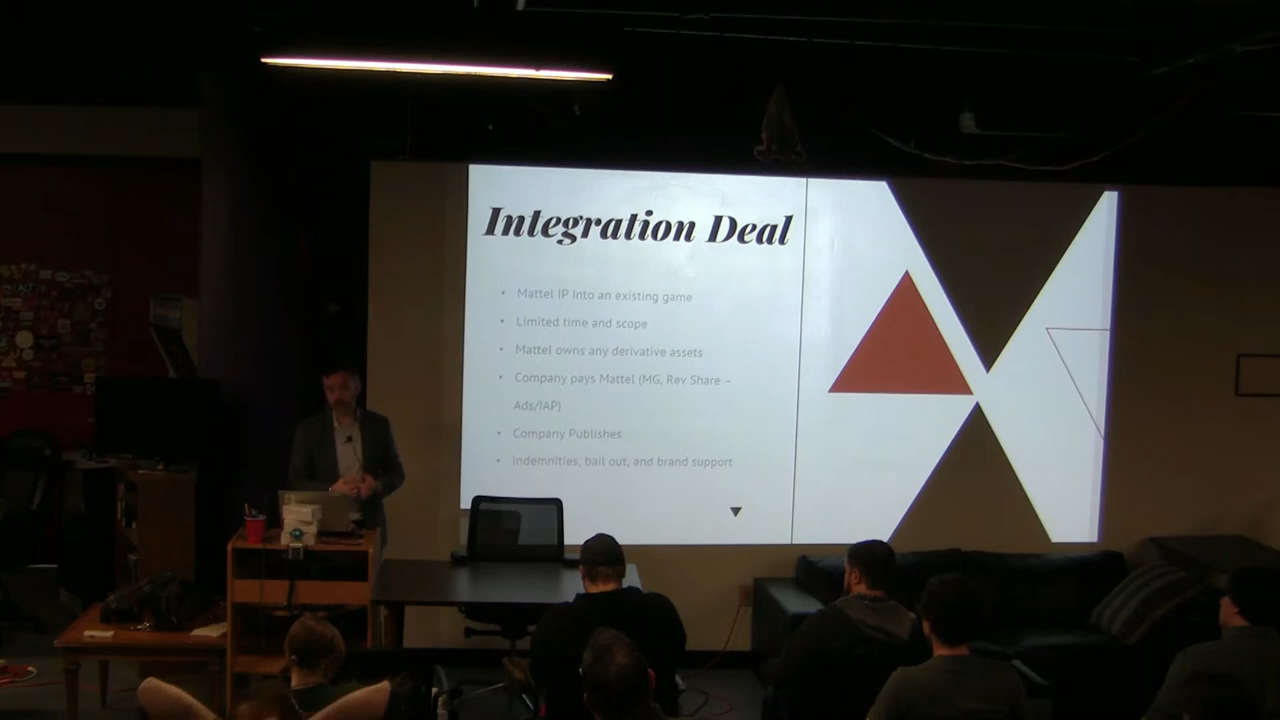 Integration Deal
• Mattel IP into an existing game
• Limited time and scope
• Mattel owns any derivative assets
• Company pays Mattel (MG, Rev Share –
Ads/IAP)
• Company Publishes
• Indemnities, bail out, and brand support